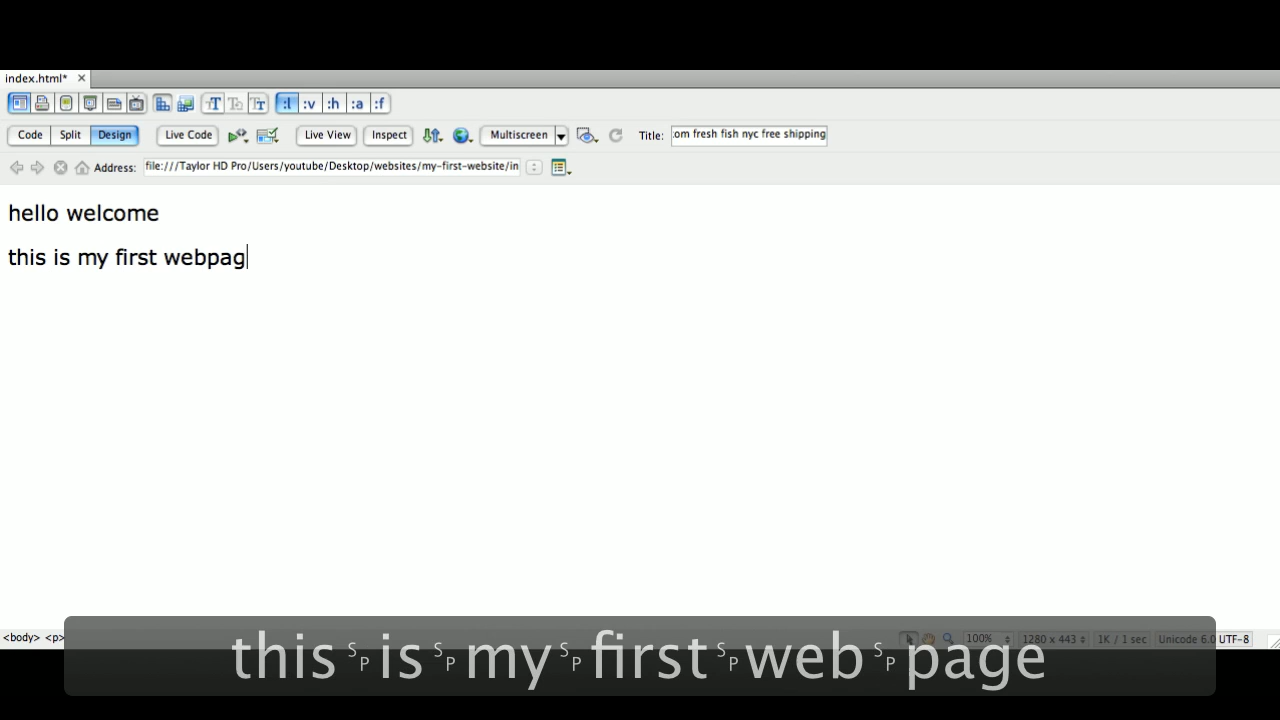 index.html*
:l :v :h :a :f
Code Split Design Live Code Live View Inspect Multiscreen Title: om fresh fish nyc free shipping
Address: file:///Taylor HD Pro/Users/youtube/Desktop/websites/my-first-website/in
hello welcome
this is my first webpag
<body> <p> 100% 1280 x 443 1K / 1 sec Unicode 6.0 UTF-8
this SP is SP my SP first SP web SP page